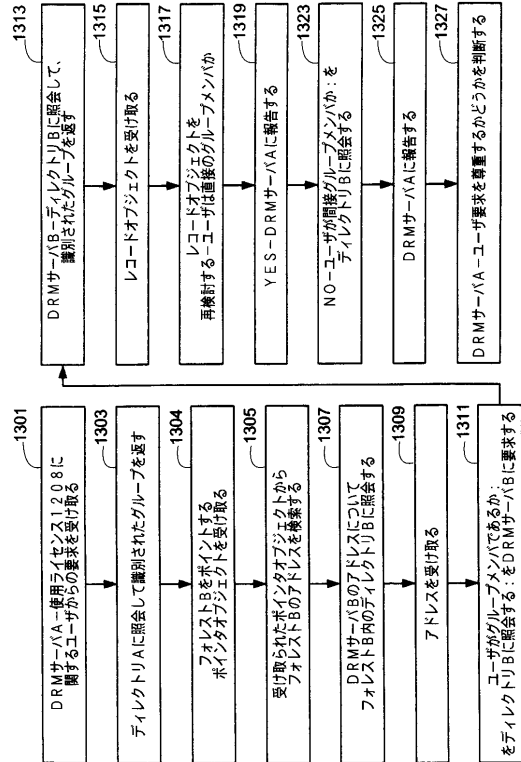 1301
DRMサーバA-使用ライセンス1208に
関するユーザからの要求を受け取る
1303
ディレクトリAに照会して識別されたグループを返す
1304
フォレストBをポイントする
ポインタオブジェクトを受け取る
1305
受け取られたポインタオブジェクトから
フォレストBのアドレスを検索する
1307
DRMサーバBのアドレスについて
フォレストB内のディレクトリBに照会する
1309
アドレスを受け取る
1311
ユーザがグループメンバであるか:
をディレクトリBに照会する:をDRMサーバBに要求する
1313
DRMサーバB-ディレクトリBに照会して、
識別されたグループを返す
1315
レコードオブジェクトを受け取る
1317
レコードオブジェクトを
再検討する-ユーザは直接のグループメンバか
1319
YES-DRMサーバAに報告する
1323
NO-ユーザが間接グループメンバか:を
ディレクトリBに照会する
1325
DRMサーバAに報告する
1327
DRMサーバA-ユーザ要求を尊重するかどうかを判断する